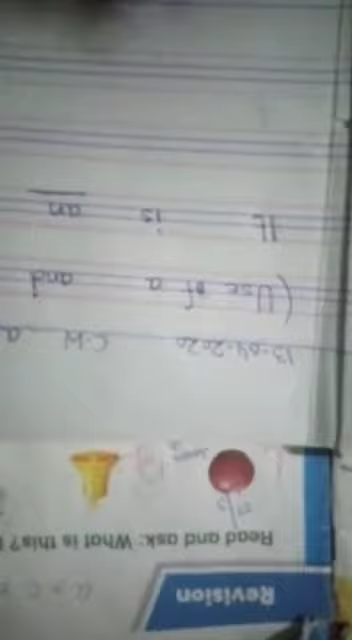 Revision
Read and ask: What is this?
13-04-2020 C.W a
(Use of a and
It is an